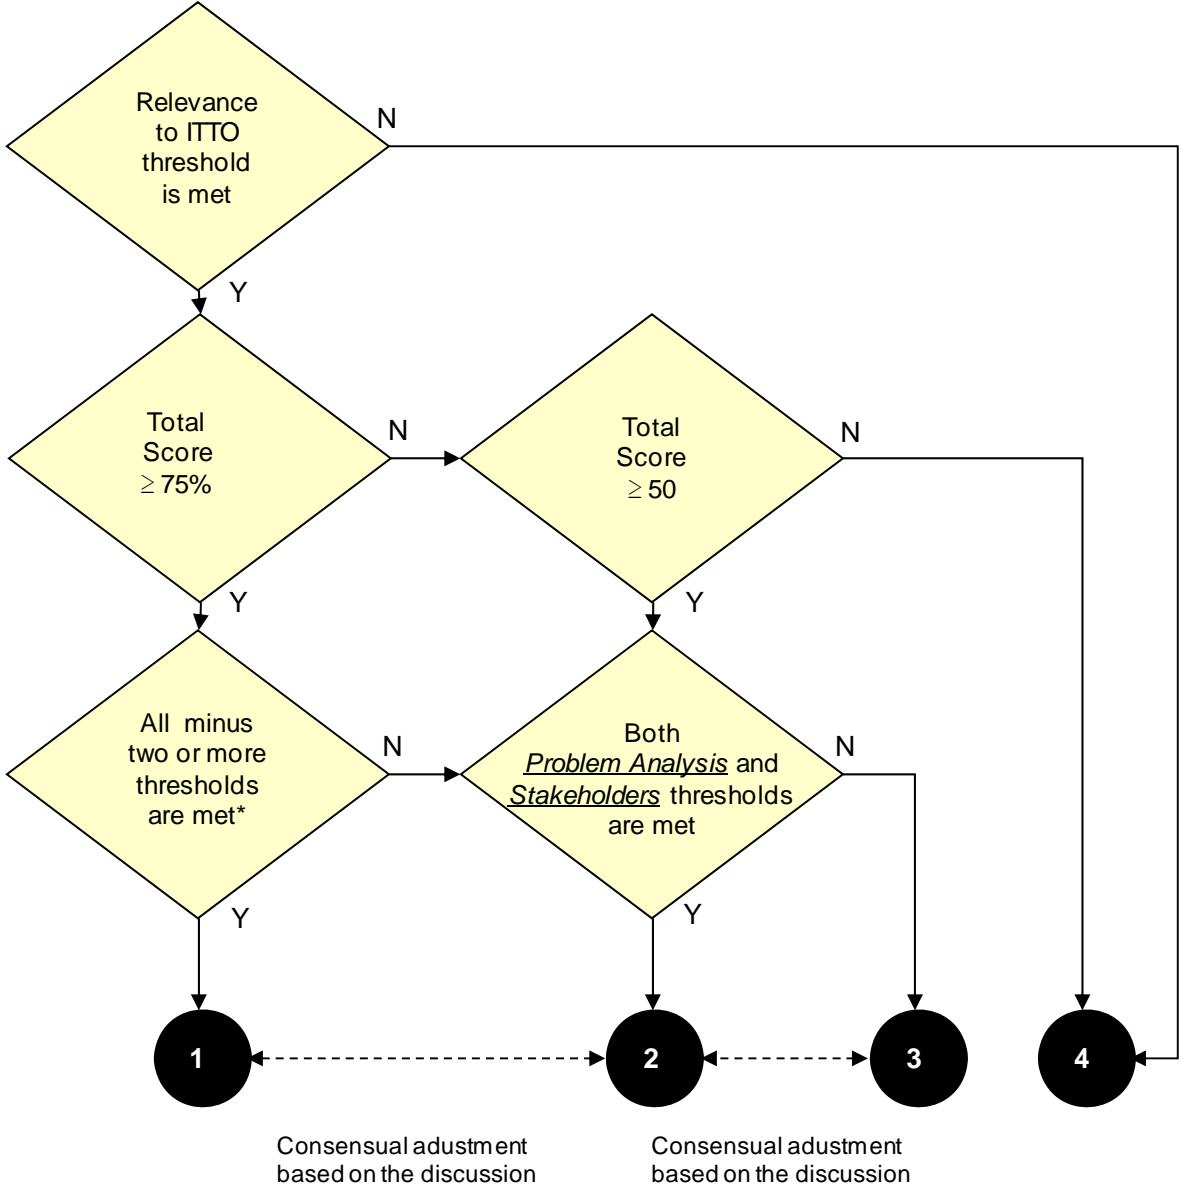 Relevance
to ITTO
threshold
is met
N
Y
Total
Score
≥ 75%
N
Total
Score
≥ 50
N
Y
Y
All minus
two or more
thresholds
are met*
N
Both
Problem Analysis and
Stakeholders thresholds
are met
N
Y
Y
1
2
3
4
Consensual adustment
based on the discussion
Consensual adustment
based on the discussion